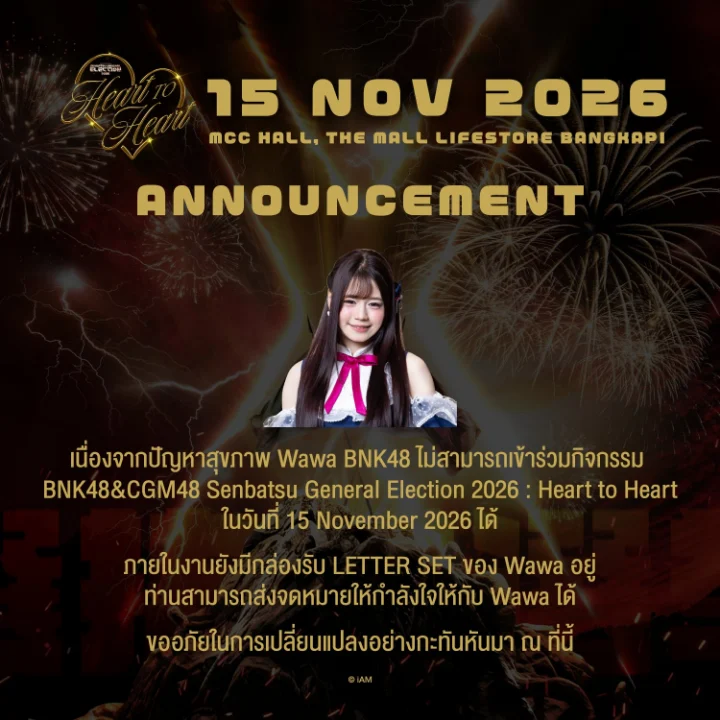 Heart to
Heart
15 NOV 2026
MCC HALL, THE MALL LIFESTORE BANGKAPI
ANNOUNCEMENT
เนื่องจากปัญหาสุขภาพ Wawa BNK48 ไม่สามารถเข้าร่วมกิจกรรม
BNK48&CGM48 Senbatsu General Election 2026 : Heart to Heart
ในวันที่ 15 November 2026 ได้
ภายในงานยังมีกล่องรับ LETTER SET ของ Wawa อยู่
ท่านสามารถส่งจดหมายให้กำลังใจให้กับ Wawa ได้
ขออภัยในการเปลี่ยนแปลงอย่างกะทันหันมา ณ ที่นี้
© iAM